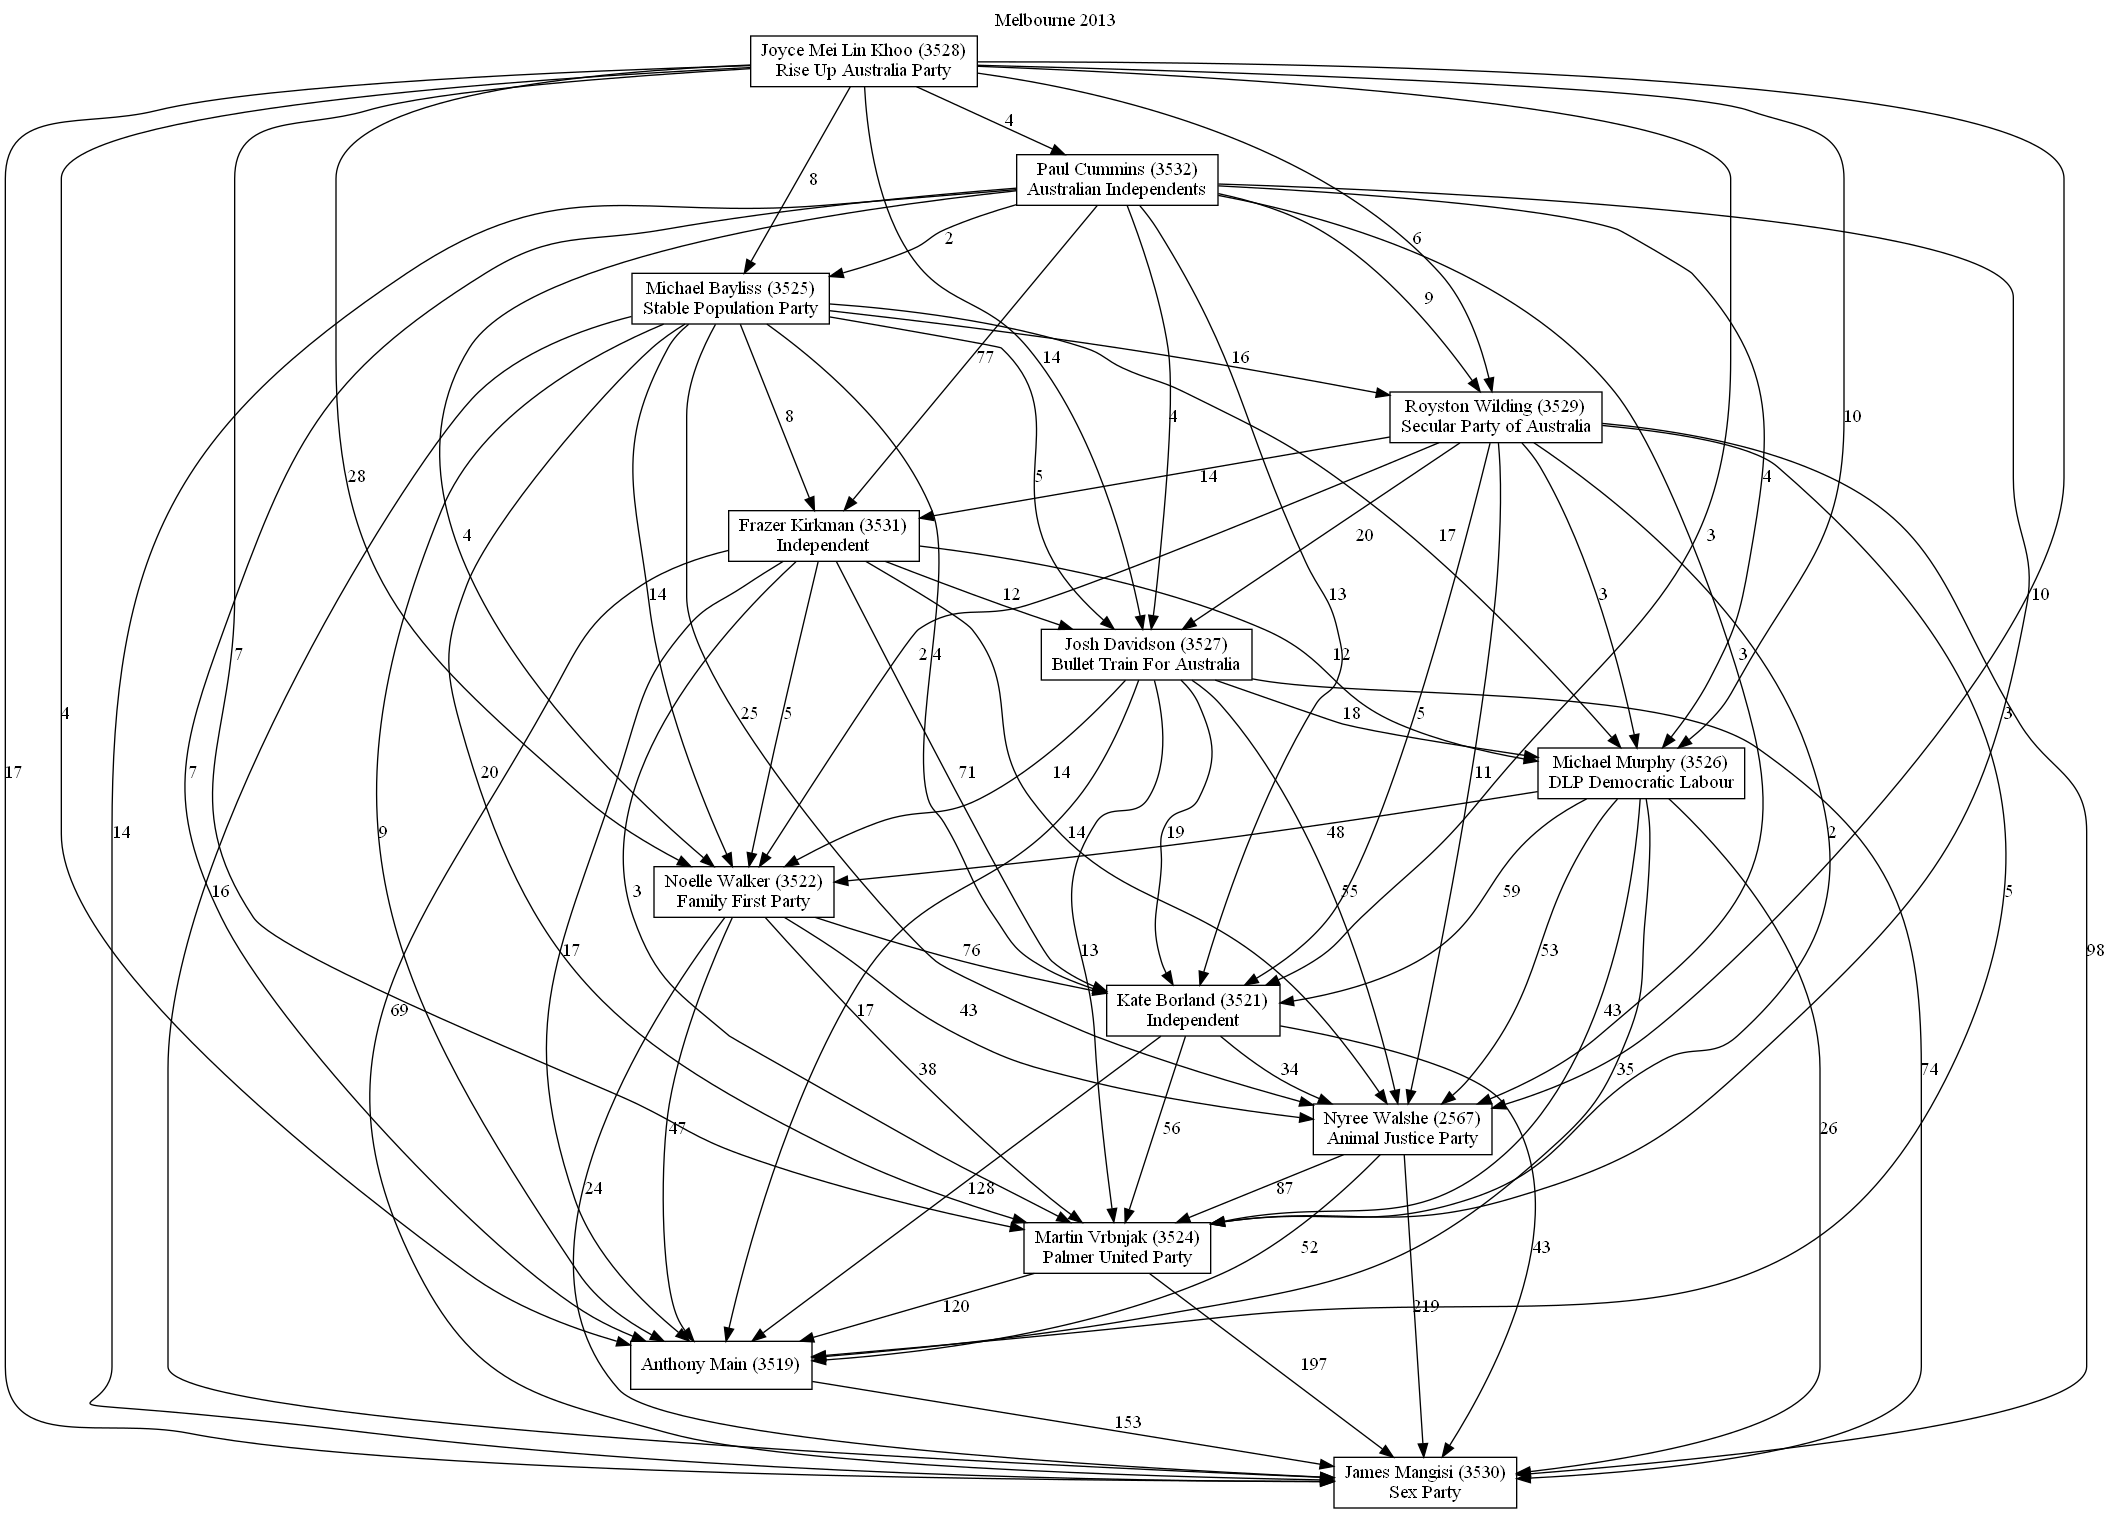 Melbourne 2013
Joyce Mei Lin Khoo (3528)
Rise Up Australia Party
4
Paul Cummins (3532)
Australian Independents
8
2
6
Michael Bayliss (3525)
Stable Population Party
9
77
14
16
Royston Wilding (3529)
Secular Party of Australia
8
4
10
28
5
14
4
Frazer Kirkman (3531)
Independent
4
20
17
3
14
12
13
3
10
Josh Davidson (3527)
Bullet Train For Australia
7
2
4
12
3
4
25
5
71
18
5
3
17
20
14
14
11
Michael Murphy (3526)
DLP Democratic Labour
74
14
7
9
19
48
2
Noelle Walker (3522)
Family First Party
16
3
55
59
5
17
76
13
53
98
Kate Borland (3521)
Independent
69
17
43
43
38
34
35
Nyree Walshe (2567)
Animal Justice Party
47
56
26
24
128
87
Martin Vrbnjak (3524)
Palmer United Party
52
43
120
219
Anthony Main (3519)
197
153
James Mangisi (3530)
Sex Party